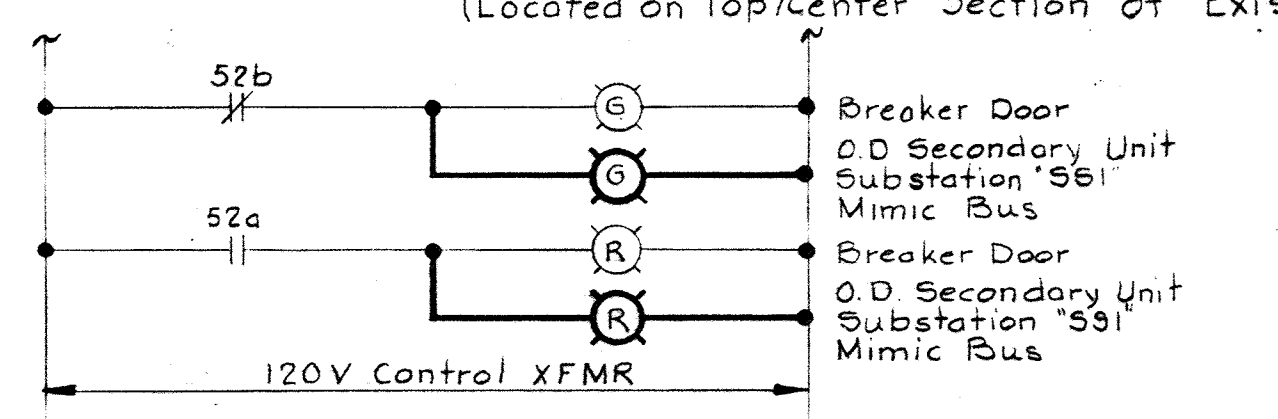 (Located on Top/Center Section of Exis
52b
G
Breaker Door
G
O.D Secondary Unit
Substation "SS1"
Mimic Bus
52a
R
Breaker Door
R
O.D. Secondary Unit
Substation "SS1"
Mimic Bus
120V Control XFMR